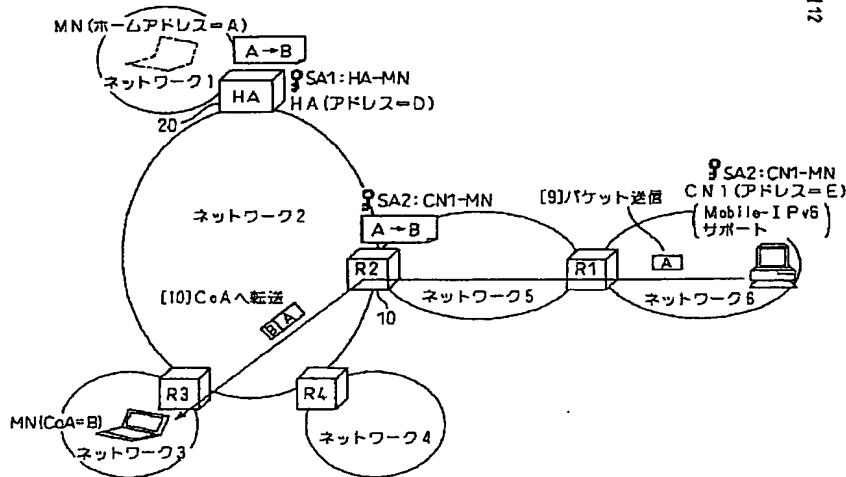 112
MN(ホームアドレス=A)
A→B
ネットワーク1
HA
SA1:HA-MN
HA(アドレス=D)
20
ネットワーク2
SA2:CN1-MN
A→B
R2
10
[9]パケット送信
SA2:CN1-MN
CN1(アドレス=E)
(Mobile-IPv6
サポート)
A
R1
ネットワーク5
ネットワーク6
[10]CoAへ転送
B A
R3
R4
MN(CoA=B)
ネットワーク3
ネットワーク4